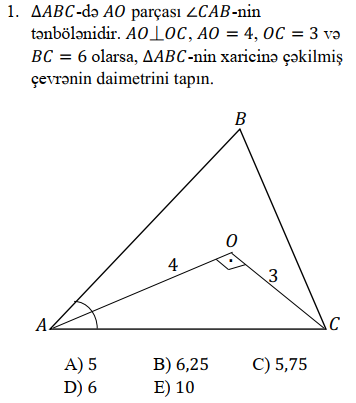 1. ΔABC-də AO parçası ∠CAB-nin
tənbölənidir. AO⊥OC, AO = 4, OC = 3 və
BC = 6 olarsa, ΔABC-nin xaricinə çəkilmiş
çevrənin daimetrini tapın.
B
O
4
3
A
C
A) 5 B) 6,25 C) 5,75
D) 6 E) 10